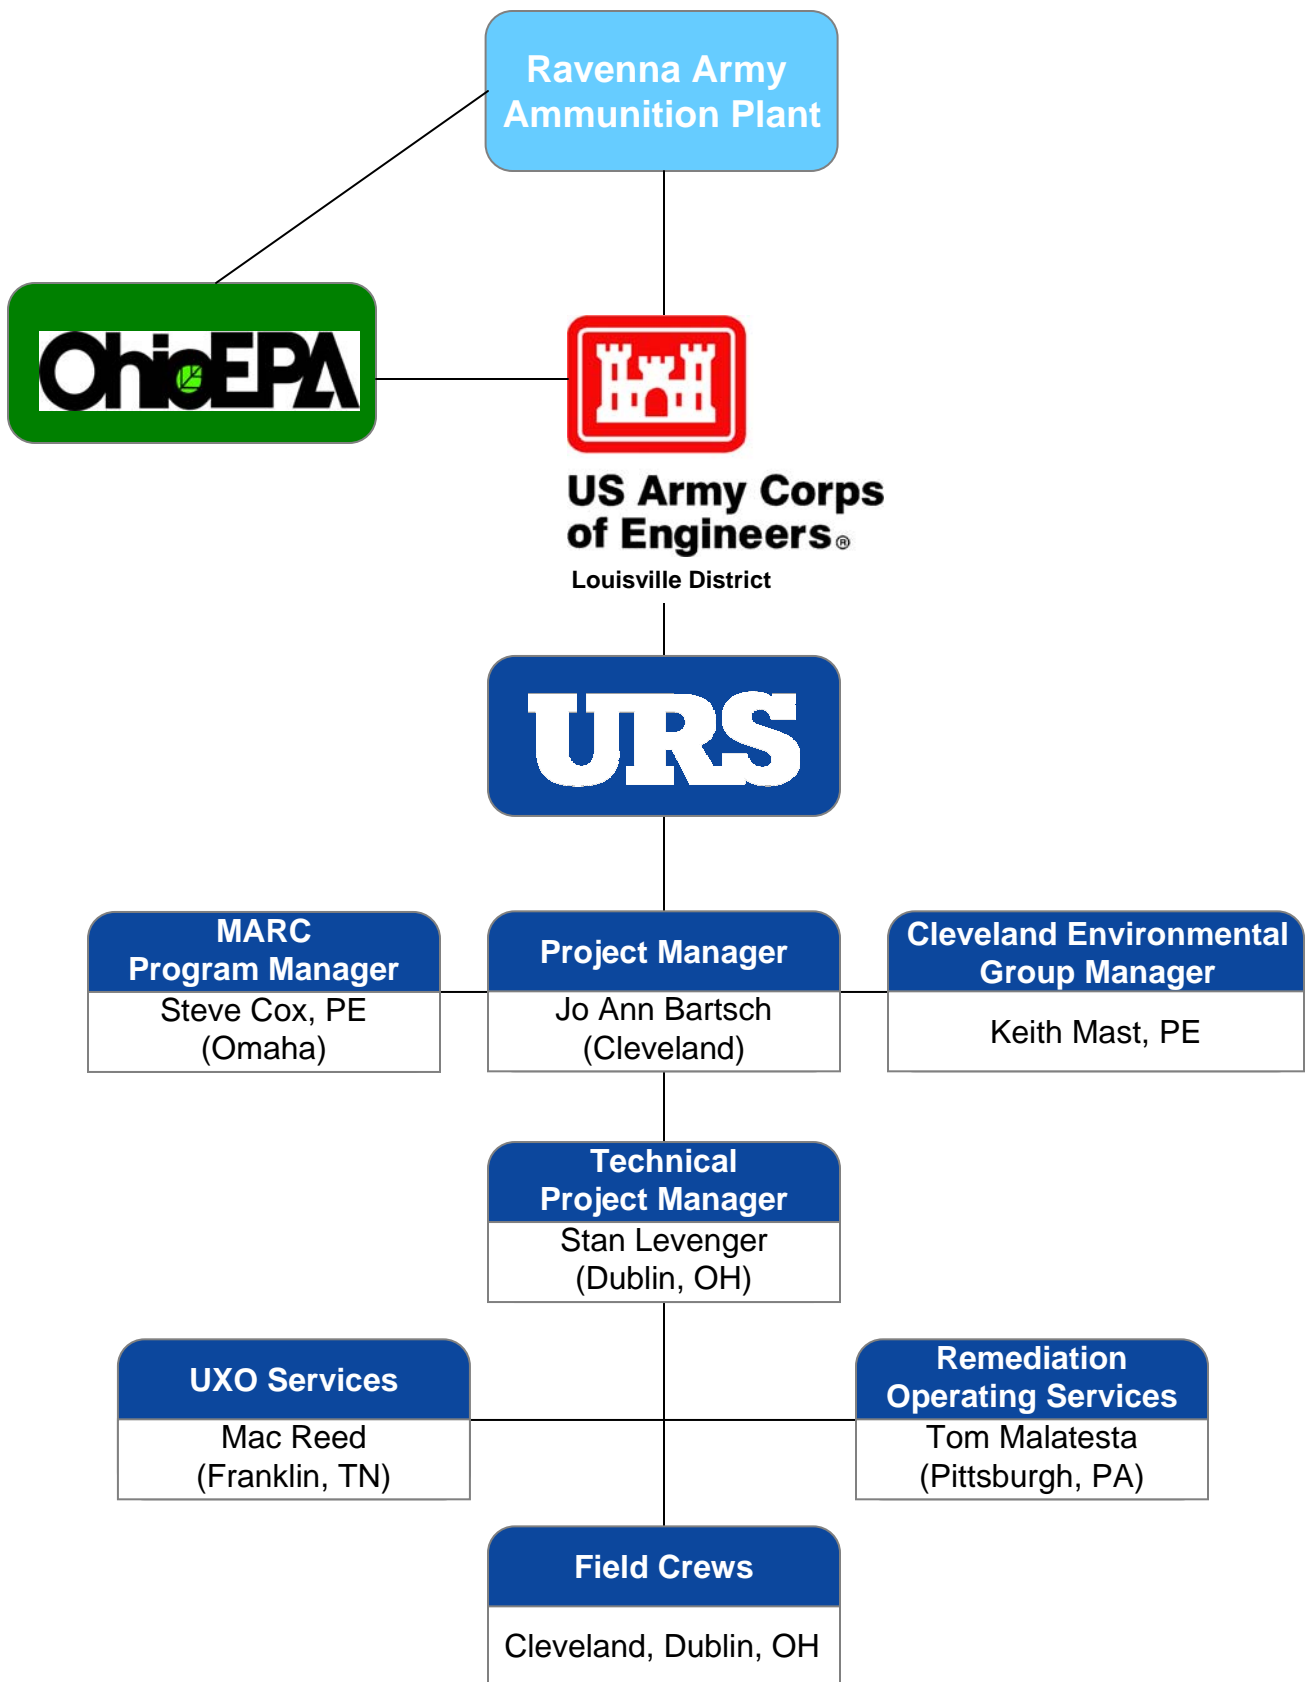 Ravenna Army
Ammunition Plant
OhioEPA
US Army Corps
of Engineers®
Louisville District
URS
MARC
Program Manager
Steve Cox, PE
(Omaha)
Project Manager
Jo Ann Bartsch
(Cleveland)
Cleveland Environmental
Group Manager
Keith Mast, PE
Technical
Project Manager
Stan Levenger
(Dublin, OH)
UXO Services
Mac Reed
(Franklin, TN)
Remediation
Operating Services
Tom Malatesta
(Pittsburgh, PA)
Field Crews
Cleveland, Dublin, OH